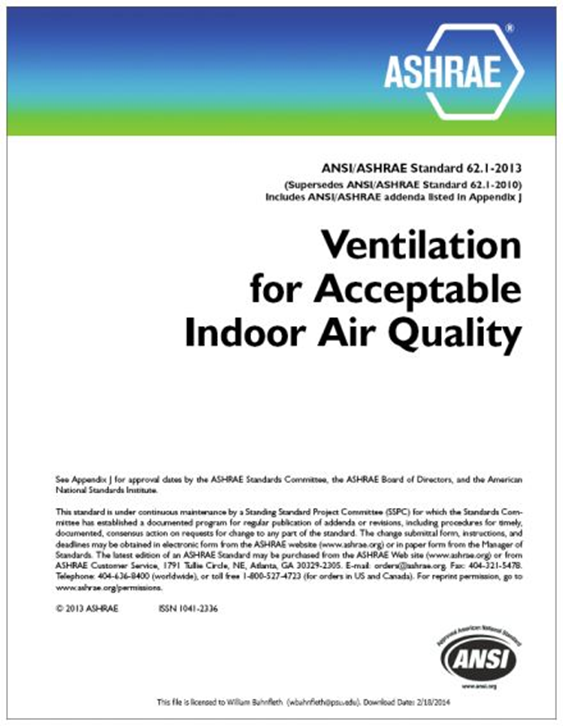 ASHRAE®
ANSI/ASHRAE Standard 62.1-2013
(Supersedes ANSI/ASHRAE Standard 62.1-2010)
Includes ANSI/ASHRAE addenda listed in Appendix J
Ventilation
for Acceptable
Indoor Air Quality
See Appendix J for approval dates by the ASHRAE Standards Committee, the ASHRAE Board of Directors, and the American
National Standards Institute.
This standard is under continuous maintenance by a Standing Standard Project Committee (SSPC) for which the Standards Com-
mittee has established a documented program for regular publication of addenda or revisions, including procedures for timely,
documented, consensus action on requests for change to any part of the standard. The change submittal form, instructions, and
deadlines may be obtained in electronic form from the ASHRAE website (www.ashrae.org) or in paper form from the Manager of
Standards. The latest edition of an ASHRAE Standard may be purchased from the ASHRAE Web site (www.ashrae.org) or from
ASHRAE Customer Service, 1791 Tullie Circle, NE, Atlanta, GA 30329-2305. E-mail: orders@ashrae.org. Fax: 404-321-5478.
Telephone: 404-636-8400 (worldwide), or toll free 1-800-527-4723 (for orders in US and Canada). For reprint permission, go to
www.ashrae.org/permissions.
© 2013 ASHRAE ISSN 1041-2336
Approved American National Standard
ANSI
www.ansi.org
This file is licensed to William Bahnfleth (wbahnfleth@psu.edu). Download Date: 2/18/2014